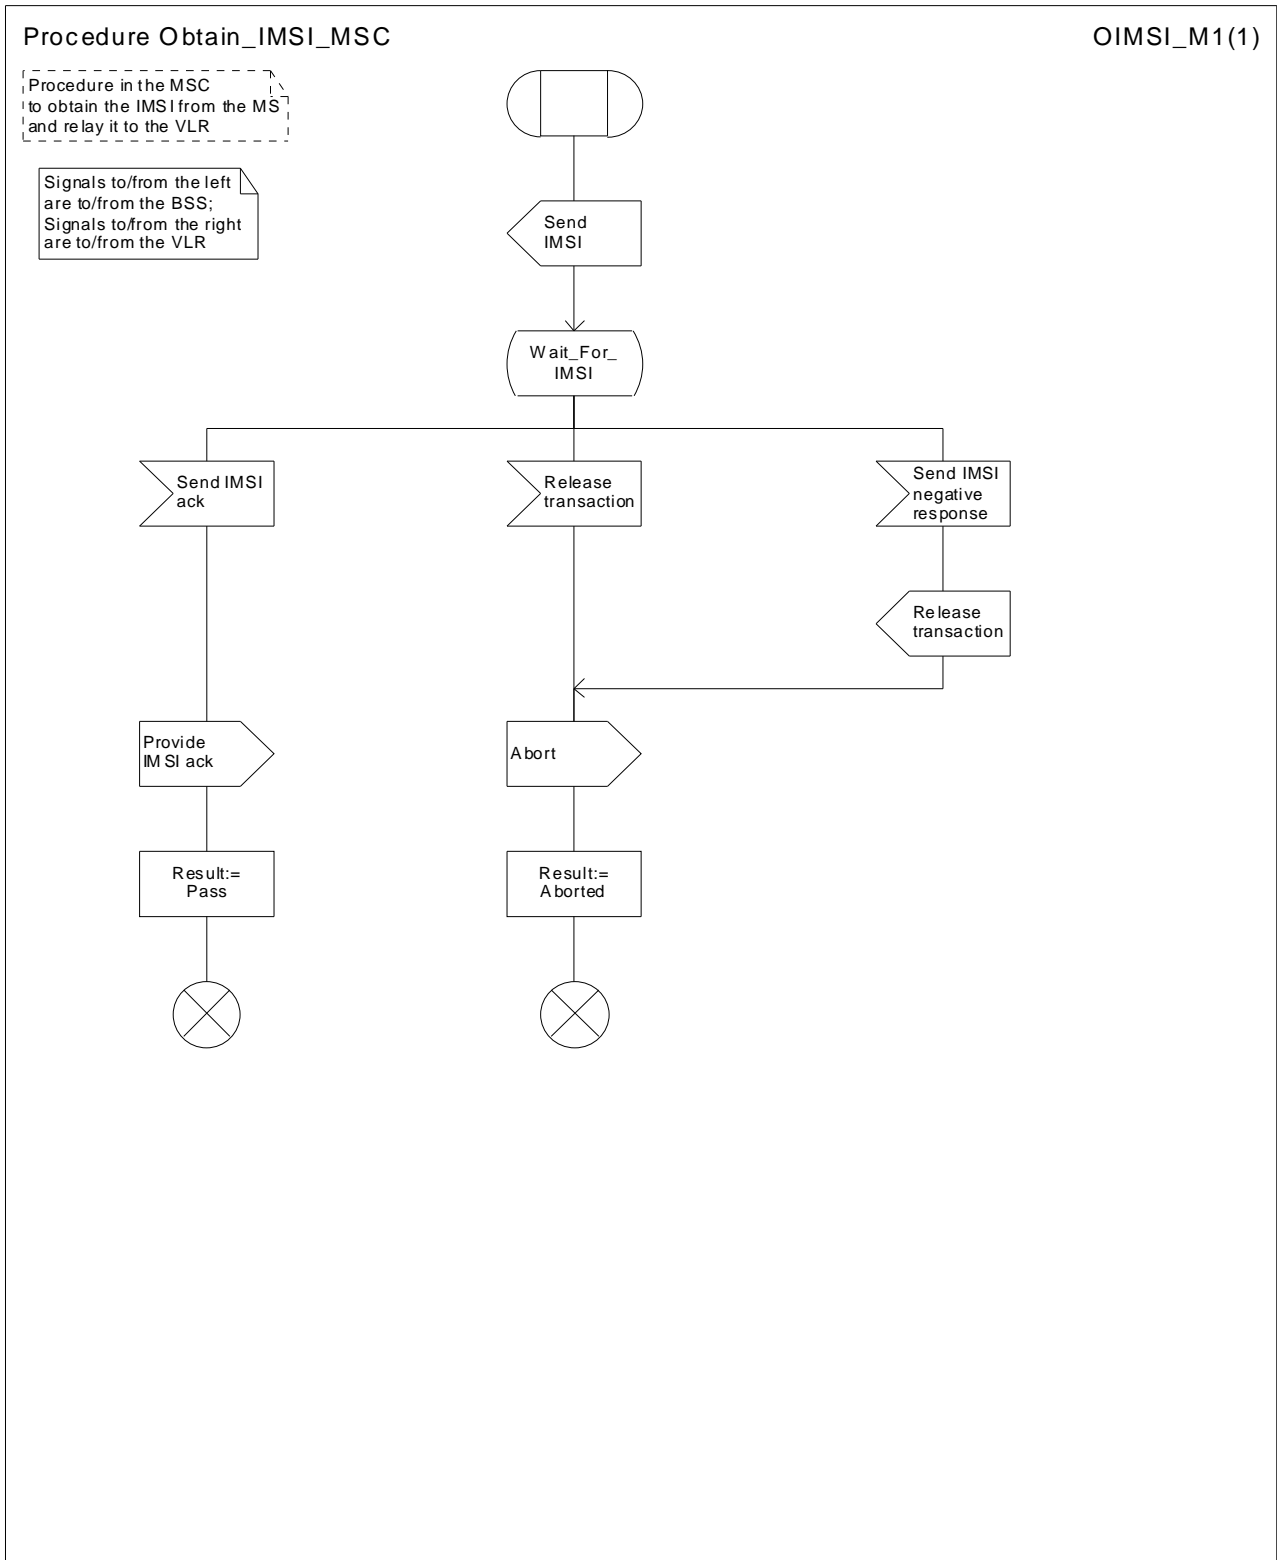 Procedure Obtain_IMSI_MSC
OIMSI_M1(1)
Procedure in the MSC
to obtain the IMSI from the MS
and relay it to the VLR
Signals to/from the left
are to/from the BSS;
Signals to/from the right
are to/from the VLR
Send
IMSI
Wait_For_
IMSI
Send IMSI
ack
Release
transaction
Send IMSI
negative
response
Release
transaction
Provide
IMSI ack
Abort
Result:=
Pass
Result:=
Aborted